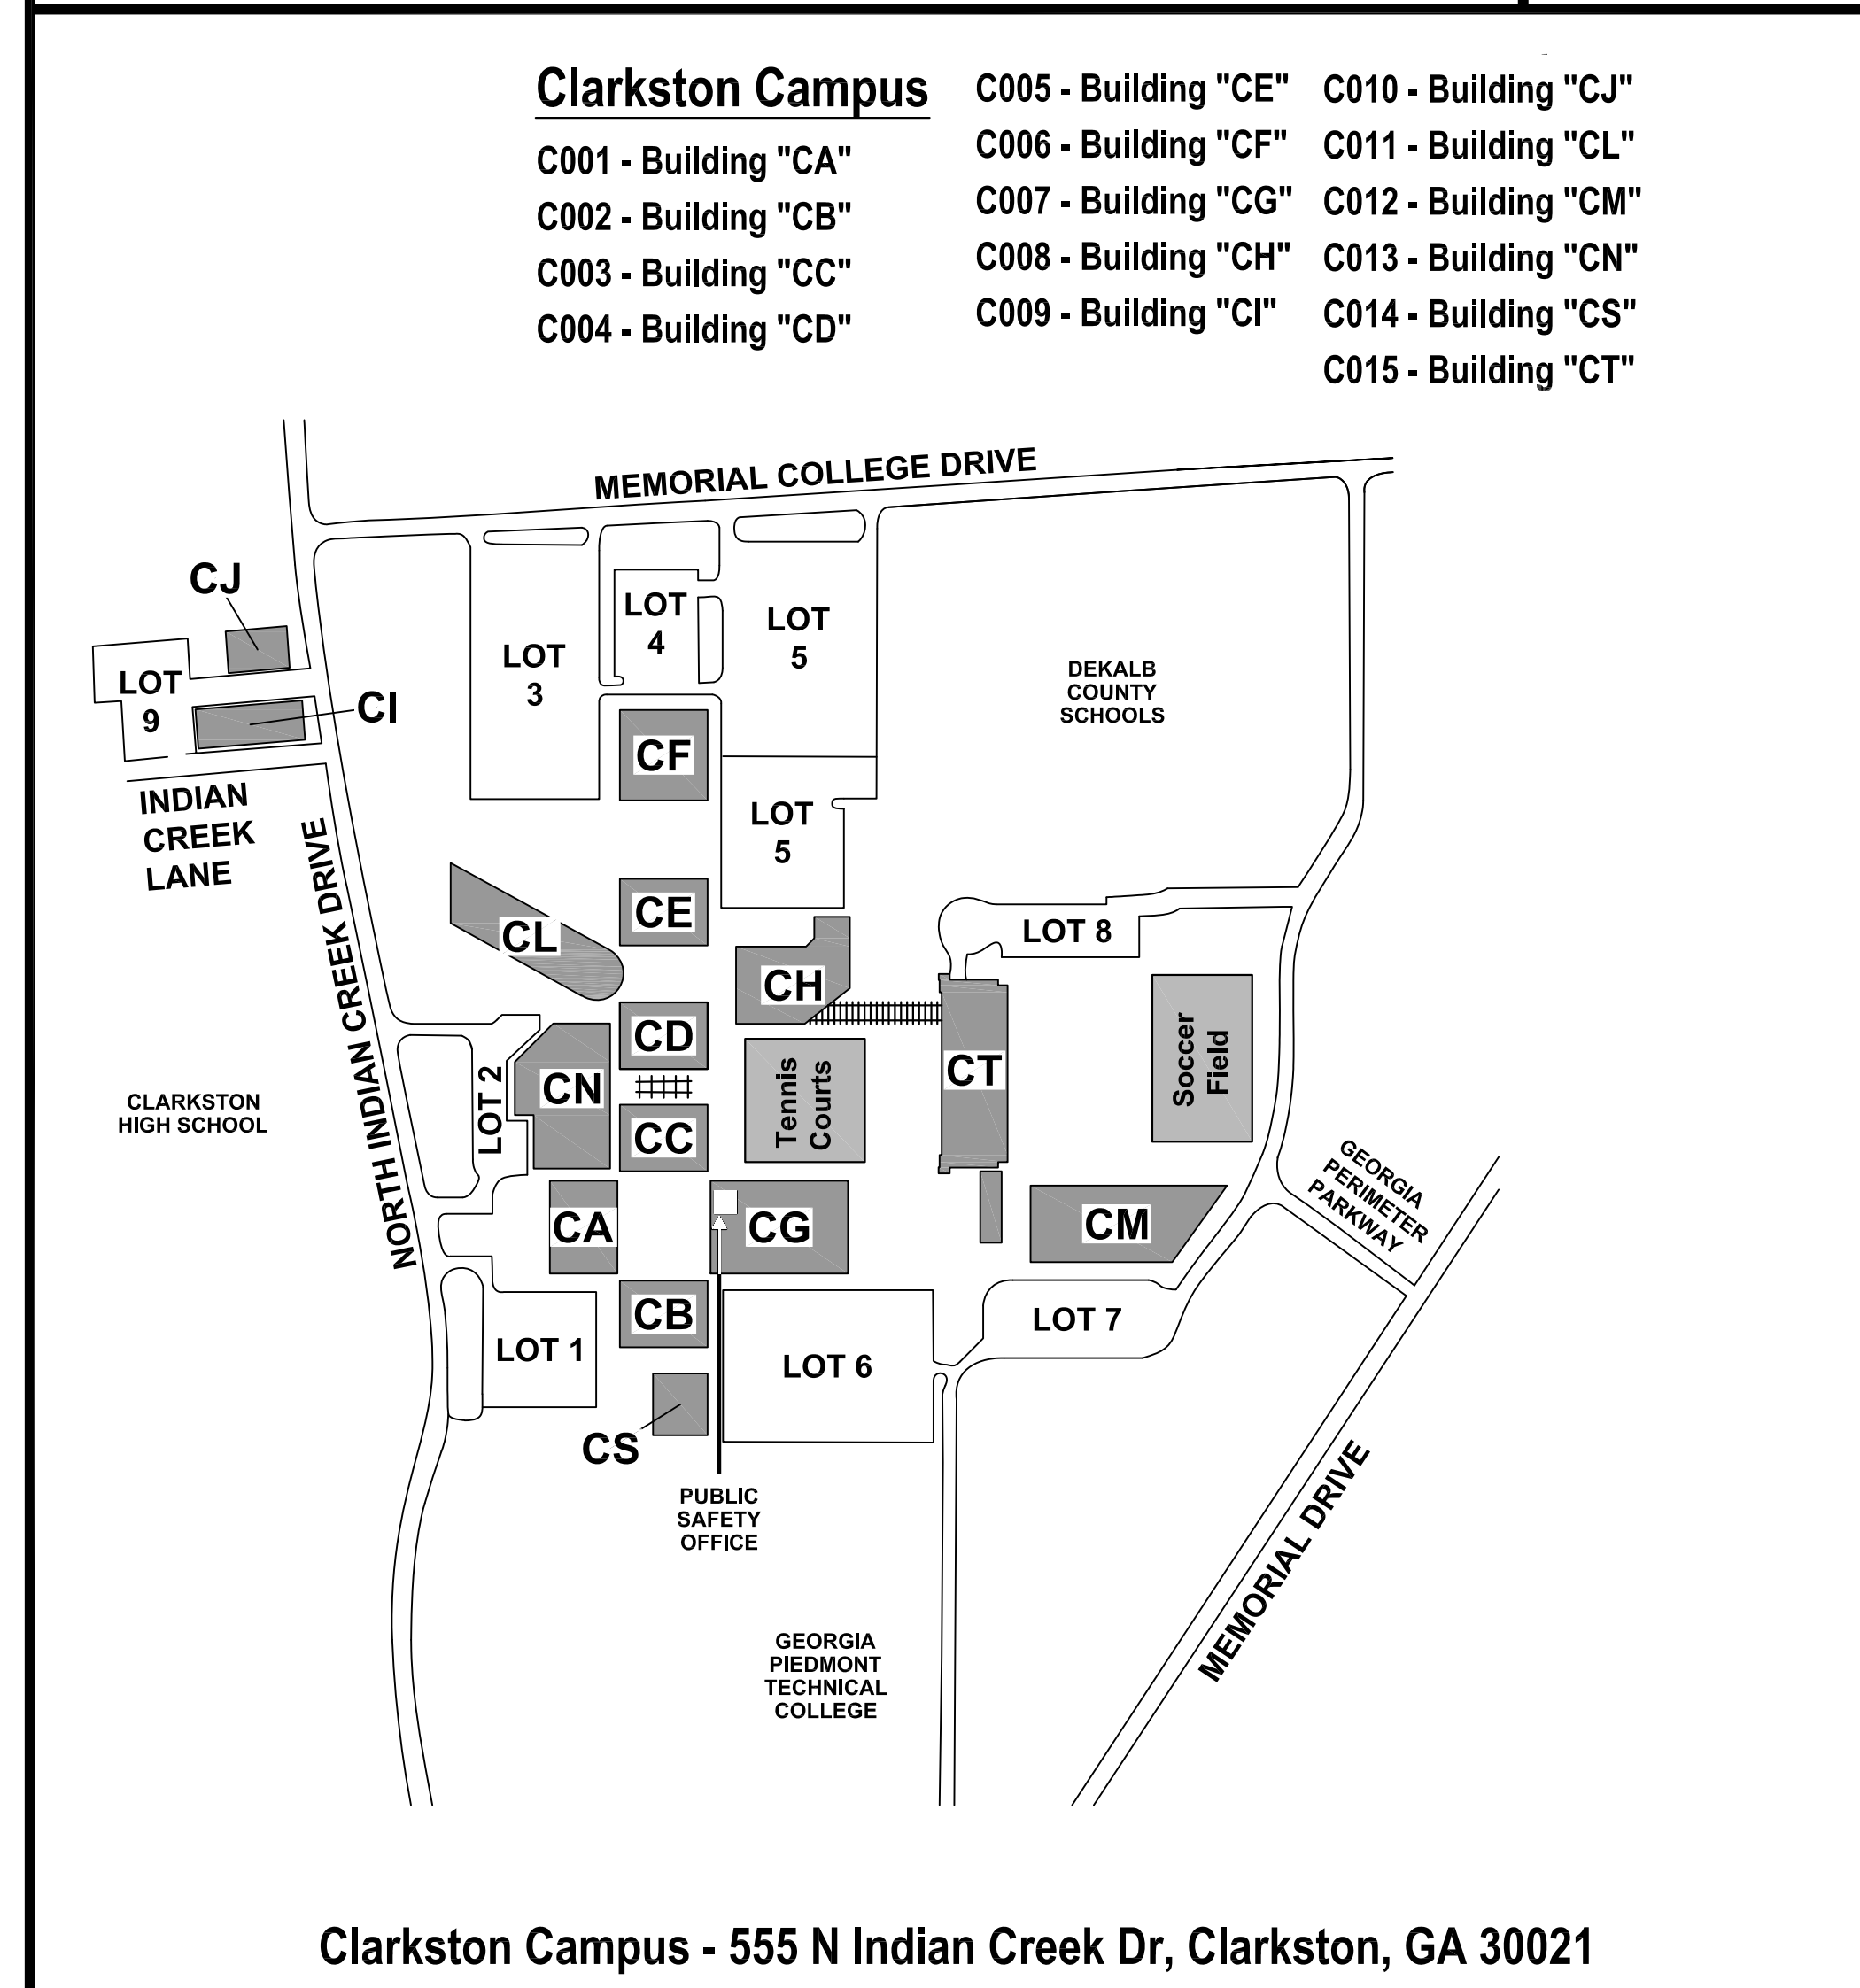 Clarkston Campus
C001 - Building "CA"
C002 - Building "CB"
C003 - Building "CC"
C004 - Building "CD"
C005 - Building "CE"
C006 - Building "CF"
C007 - Building "CG"
C008 - Building "CH"
C009 - Building "CI"
C010 - Building "CJ"
C011 - Building "CL"
C012 - Building "CM"
C013 - Building "CN"
C014 - Building "CS"
C015 - Building "CT"
MEMORIAL COLLEGE DRIVE
CJ
LOT
9
CI
INDIAN
CREEK
LANE
NORTH INDIAN CREEK DRIVE
LOT
3
LOT
4
LOT
5
DEKALB
COUNTY
SCHOOLS
CF
LOT
5
CL
CE
CH
LOT 8
CD
CN
LOT 2
CC
Tennis
Courts
CT
Soccer
Field
CLARKSTON
HIGH SCHOOL
CA
CG
CM
GEORGIA
PERIMETER
PARKWAY
CB
LOT 1
LOT 6
LOT 7
CS
PUBLIC
SAFETY
OFFICE
MEMORIAL DRIVE
GEORGIA
PIEDMONT
TECHNICAL
COLLEGE
Clarkston Campus - 555 N Indian Creek Dr, Clarkston, GA 30021